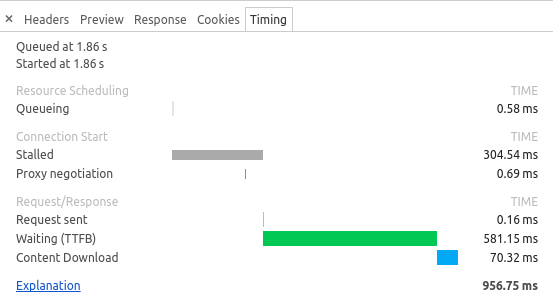 × Headers Preview Response Cookies Timing
Queued at 1.86 s
Started at 1.86 s
Resource Scheduling TIME
Queueing 0.58 ms
Connection Start TIME
Stalled 304.54 ms
Proxy negotiation 0.69 ms
Request/Response TIME
Request sent 0.16 ms
Waiting (TTFB) 581.15 ms
Content Download 70.32 ms
Explanation 956.75 ms